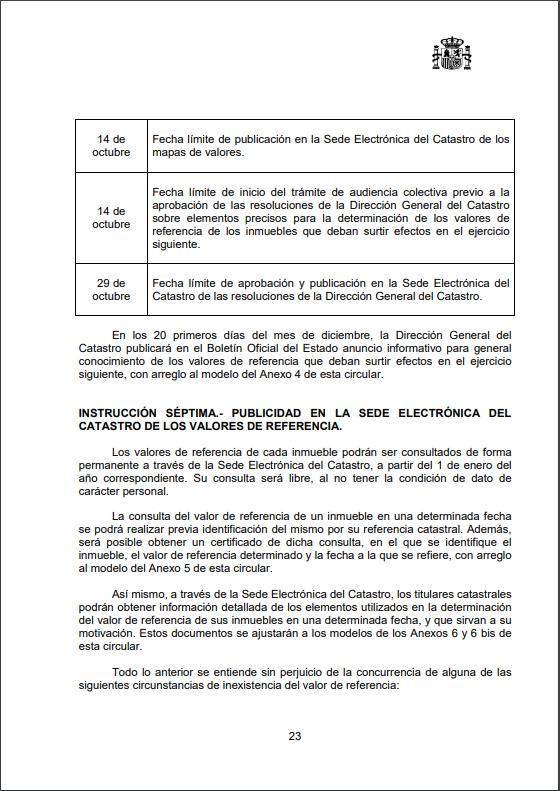 14 de
octubre
Fecha límite de publicación en la Sede Electrónica del Catastro de los
mapas de valores.
14 de
octubre
Fecha límite de inicio del trámite de audiencia colectiva previo a la
aprobación de las resoluciones de la Dirección General del Catastro
sobre elementos precisos para la determinación de los valores de
referencia de los inmuebles que deban surtir efectos en el ejercicio
siguiente.
29 de
octubre
Fecha límite de aprobación y publicación en la Sede Electrónica del
Catastro de las resoluciones de la Dirección General del Catastro.
En los 20 primeros días del mes de diciembre, la Dirección General del
Catastro publicará en el Boletín Oficial del Estado anuncio informativo para general
conocimiento de los valores de referencia que deban surtir efectos en el ejercicio
siguiente, con arreglo al modelo del Anexo 4 de esta circular.
INSTRUCCIÓN SÉPTIMA.- PUBLICIDAD EN LA SEDE ELECTRÓNICA DEL
CATASTRO DE LOS VALORES DE REFERENCIA.
Los valores de referencia de cada inmueble podrán ser consultados de forma
permanente a través de la Sede Electrónica del Catastro, a partir del 1 de enero del
año correspondiente. Su consulta será libre, al no tener la condición de dato de
carácter personal.
La consulta del valor de referencia de un inmueble en una determinada fecha
se podrá realizar previa identificación del mismo por su referencia catastral. Además,
será posible obtener un certificado de dicha consulta, en el que se identifique el
inmueble, el valor de referencia determinado y la fecha a la que se refiere, con arreglo
al modelo del Anexo 5 de esta circular.
Así mismo, a través de la Sede Electrónica del Catastro, los titulares catastrales
podrán obtener información detallada de los elementos utilizados en la determinación
del valor de referencia de sus inmuebles en una determinada fecha, y que sirvan a su
motivación. Estos documentos se ajustarán a los modelos de los Anexos 6 y 6 bis de
esta circular.
Todo lo anterior se entiende sin perjuicio de la concurrencia de alguna de las
siguientes circunstancias de inexistencia del valor de referencia:
23